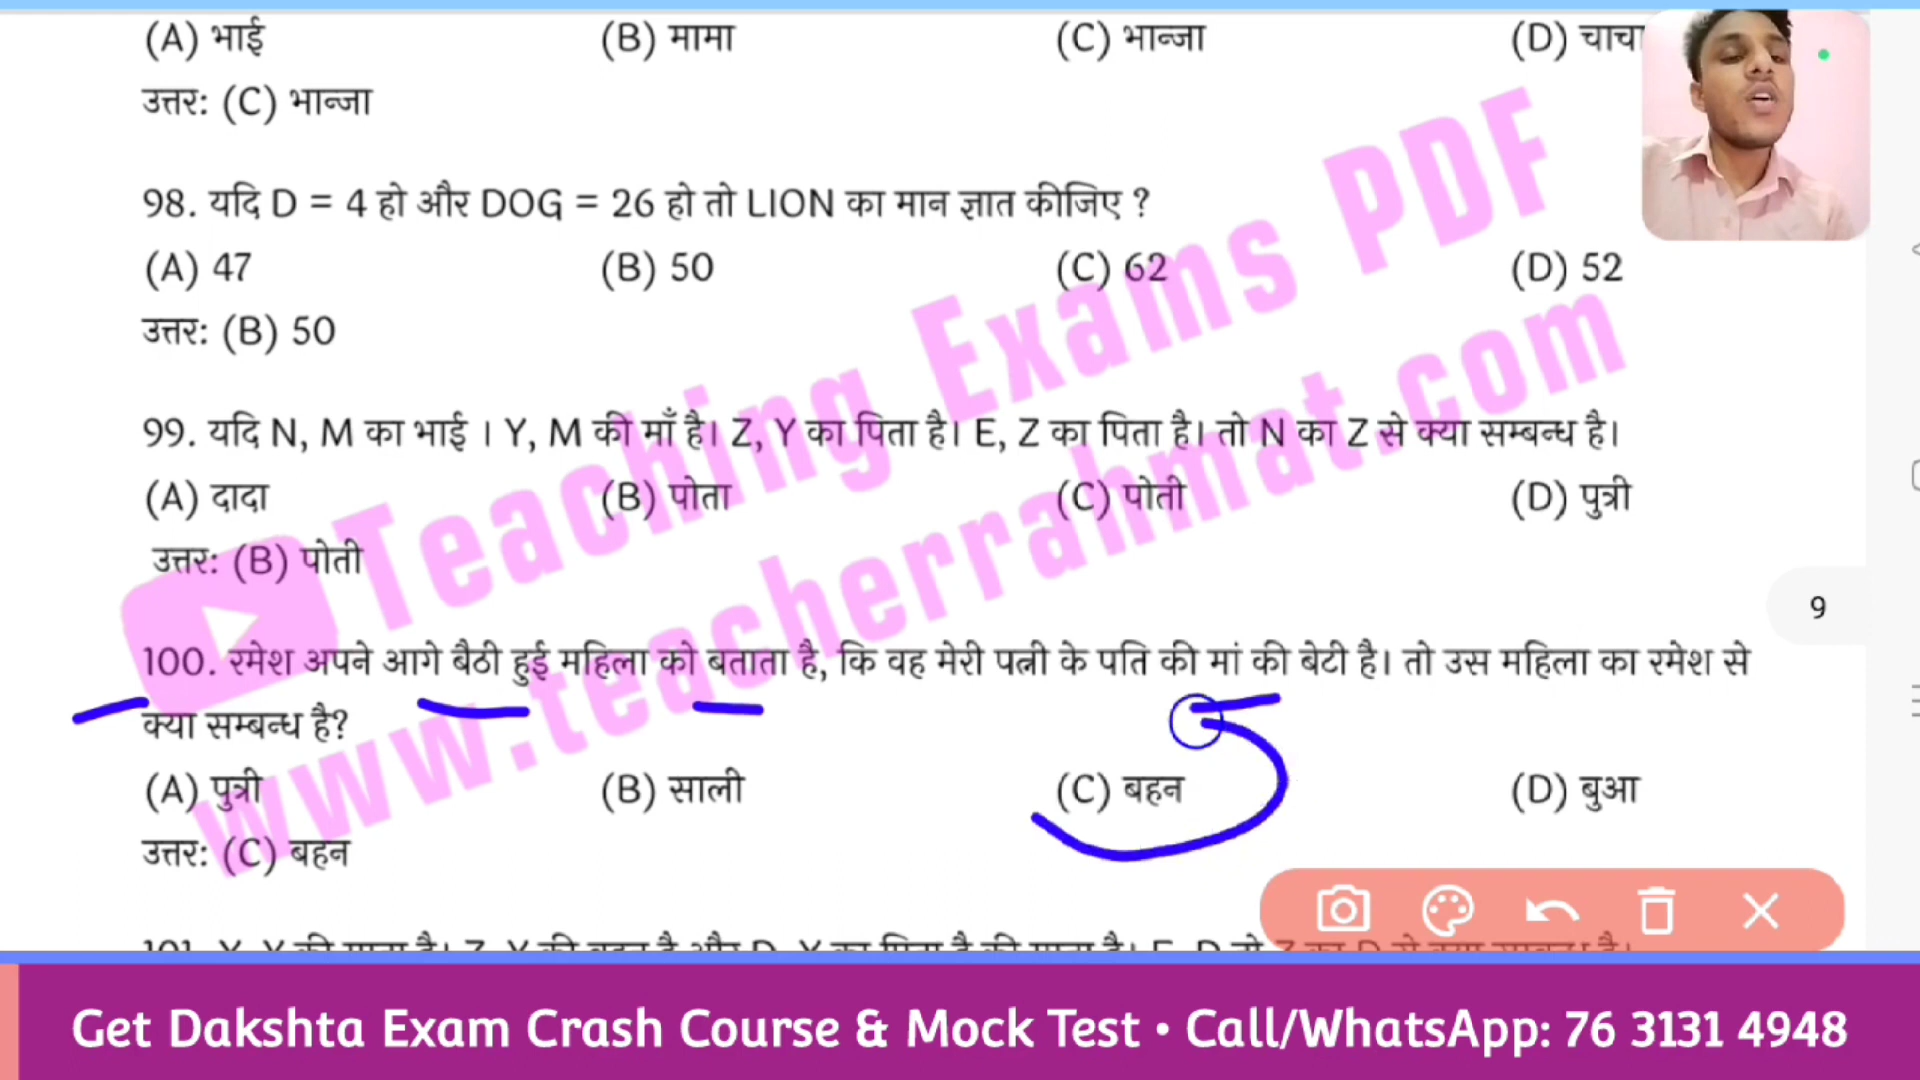 (A) भाई (B) मामा (C) भान्जा (D) चाचा
उत्तर: (C) भान्जा
98. यदि D = 4 हो और DOG = 26 हो तो LION का मान ज्ञात कीजिए ?
(A) 47 (B) 50 (C) 62 (D) 52
उत्तर: (B) 50
99. यदि N, M का भाई । Y, M की माँ है। Z, Y का पिता है। E, Z का पिता है। तो N का Z से क्या सम्बन्ध है।
(A) दादा (B) पोता (C) पोती (D) पुत्री
उत्तर: (B) पोती
100. रमेश अपने आगे बैठी हुई महिला को बताता है, कि वह मेरी पत्नी के पति की मां की बेटी है। तो उस महिला का रमेश से
क्या सम्बन्ध है?
(A) पुत्री (B) साली (C) बहन (D) बुआ
उत्तर: (C) बहन
Teaching Exams PDF
www.teacherrahmat.com
9
Get Dakshta Exam Crash Course & Mock Test • Call/WhatsApp: 76 3131 4948